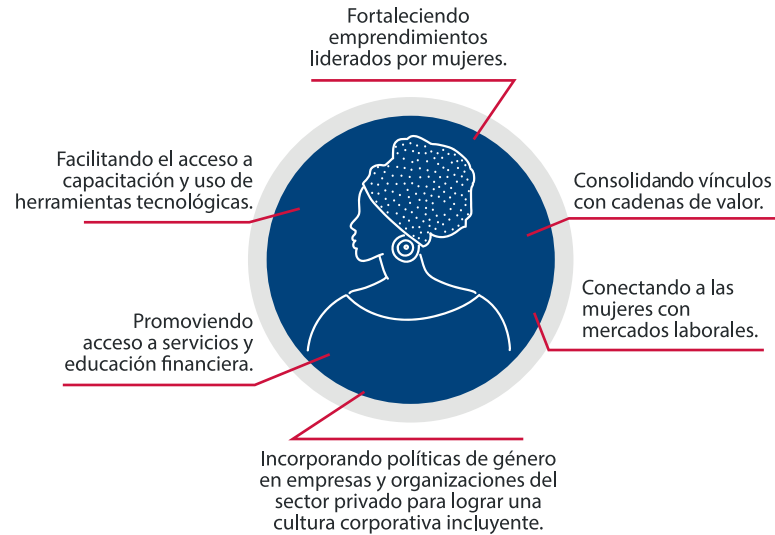 Fortaleciendo
emprendimientos
liderados por mujeres.
Facilitando el acceso a
capacitación y uso de
herramientas tecnológicas.
Consolidando vínculos
con cadenas de valor.
Conectando a las
mujeres con
mercados laborales.
Promoviendo
acceso a servicios y
educación financiera.
Incorporando políticas de género
en empresas y organizaciones del
sector privado para lograr una
cultura corporativa incluyente.